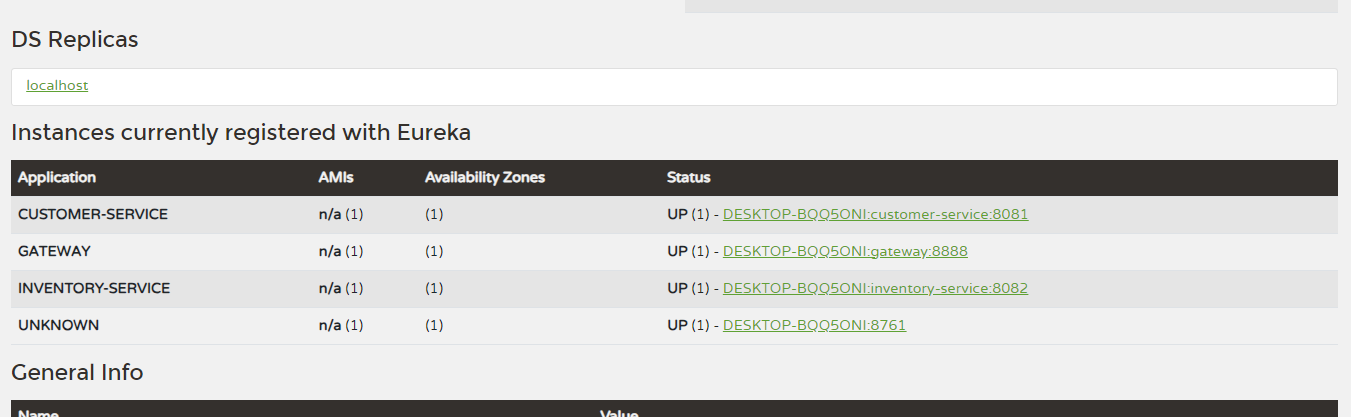 DS Replicas
localhost
Instances currently registered with Eureka
Application AMIs Availability Zones Status
CUSTOMER-SERVICE n/a (1) (1) UP (1) - DESKTOP-BQQ5ONI:customer-service:8081
GATEWAY n/a (1) (1) UP (1) - DESKTOP-BQQ5ONI:gateway:8888
INVENTORY-SERVICE n/a (1) (1) UP (1) - DESKTOP-BQQ5ONI:inventory-service:8082
UNKNOWN n/a (1) (1) UP (1) - DESKTOP-BQQ5ONI:8761
General Info
Name Value